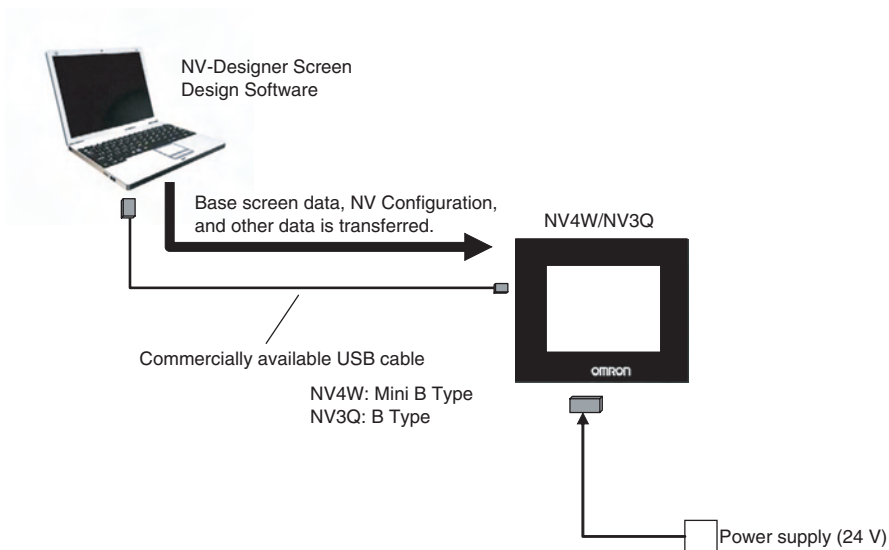 NV-Designer Screen
Design Software
Base screen data, NV Configuration,
and other data is transferred.
NV4W/NV3Q
OMRON
Commercially available USB cable
NV4W: Mini B Type
NV3Q: B Type
Power supply (24 V)